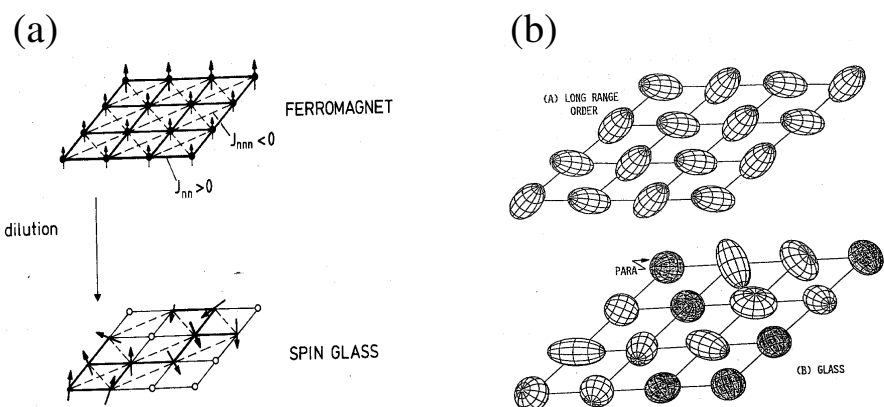 (a)
FERROMAGNET
Jnnn<0
Jnn>0
dilution
SPIN GLASS
(b)
(A) LONG RANGE
ORDER
PARA
(B) GLASS